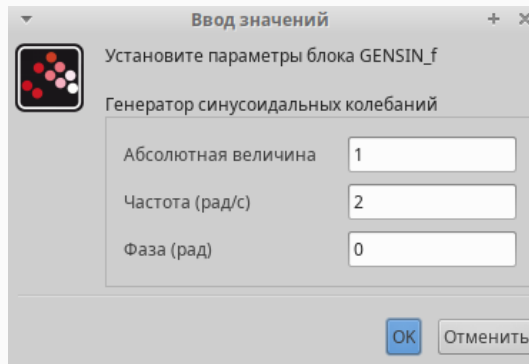 Ввод значений
Установите параметры блока GENSIN_f
Генератор синусоидальных колебаний
Абсолютная величина 1
Частота (рад/с) 2
Фаза (рад) 0
OK Отменить